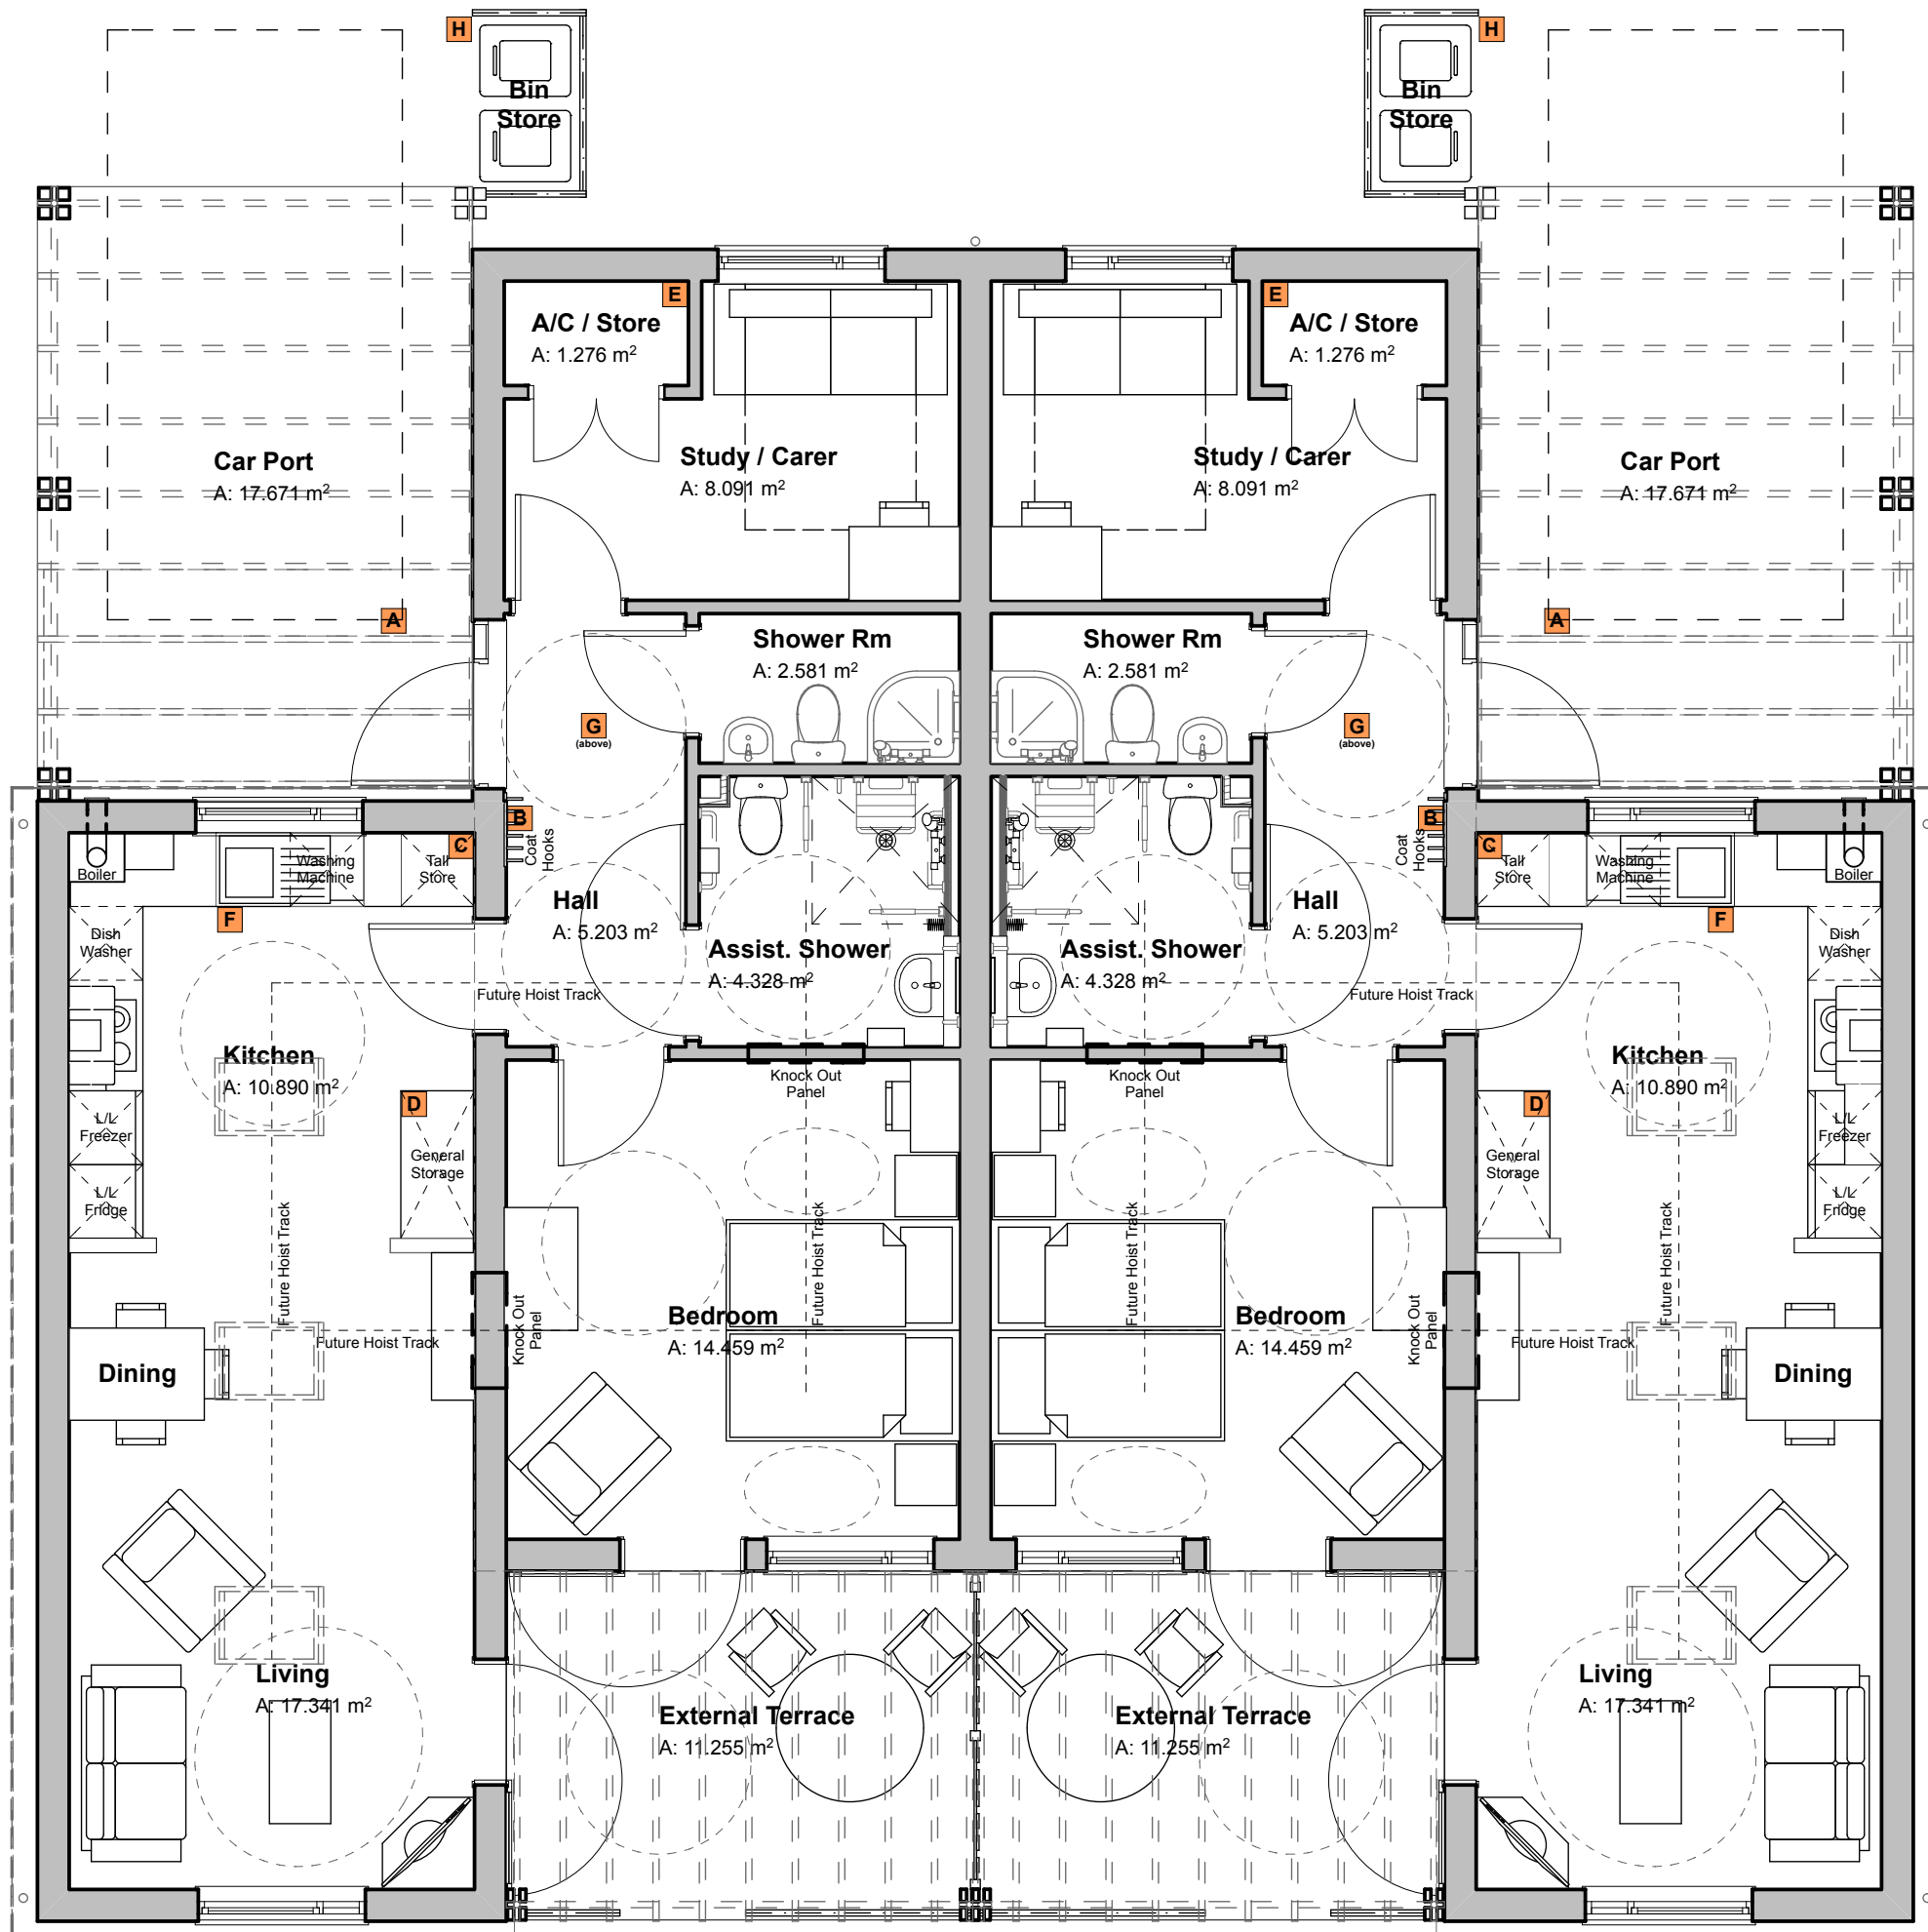 H
H
Bin
Store
Bin
Store
E
E
A/C / Store
A: 1.276 m²
A/C / Store
A: 1.276 m²
Car Port
A: 17.671 m²
Study / Carer
A: 8.091 m²
Study / Carer
A: 8.091 m²
Car Port
A: 17.671 m²
A
A
Shower Rm
A: 2.581 m²
Shower Rm
A: 2.581 m²
G
(above)
G
(above)
B
Coat
Hooks
B
Coat
Hooks
Boiler
Washing
Machine
Tall
Store
C
C
Tall
Store
Washing
Machine
Boiler
F
F
Dish
Washer
Hall
A: 5.203 m²
Assist. Shower
A: 4.328 m²
Assist. Shower
A: 4.328 m²
Hall
A: 5.203 m²
Dish
Washer
Future Hoist Track
Future Hoist Track
Kitchen
A: 10.890 m²
Knock Out
Panel
Knock Out
Panel
Kitchen
A: 10.890 m²
D
D
L/L
Freezer
General
Storage
General
Storage
L/L
Freezer
L/L
Fridge
L/L
Fridge
Future Hoist Track
Future Hoist Track
Future Hoist Track
Future Hoist Track
Future Hoist Track
Knock Out
Panel
Bedroom
A: 14.459 m²
Bedroom
A: 14.459 m²
Knock Out
Panel
Future Hoist Track
Dining
Dining
Living
A: 17.341 m²
External Terrace
A: 11.255 m²
External Terrace
A: 11.255 m²
Living
A: 17.341 m²